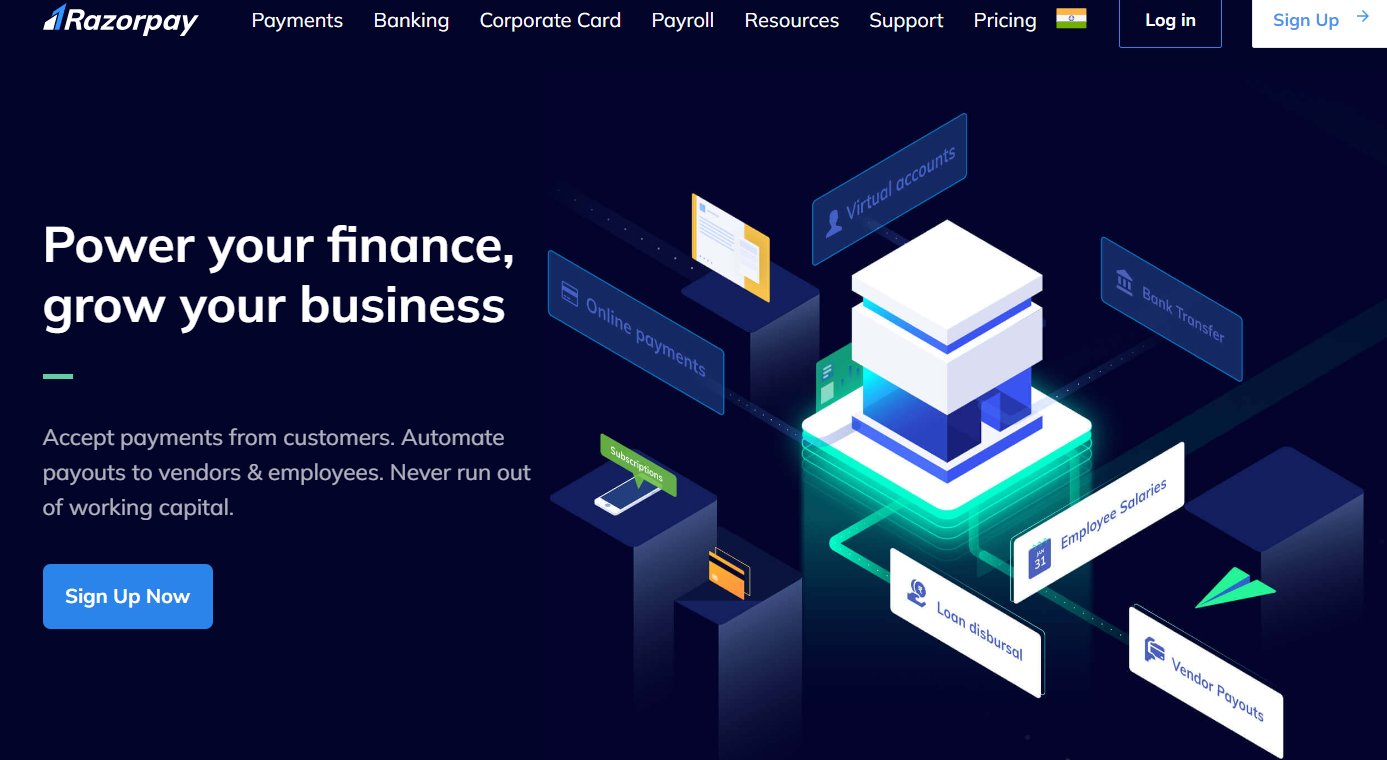 Razorpay Payments Banking Corporate Card Payroll Resources Support Pricing Log in Sign Up →
Power your finance,
grow your business
Accept payments from customers. Automate
payouts to vendors & employees. Never run out
of working capital.
Sign Up Now
Virtual accounts
Online payments
Bank Transfer
Subscriptions
Employee Salaries
JAN
31
Loan disbursal
Vendor Payouts